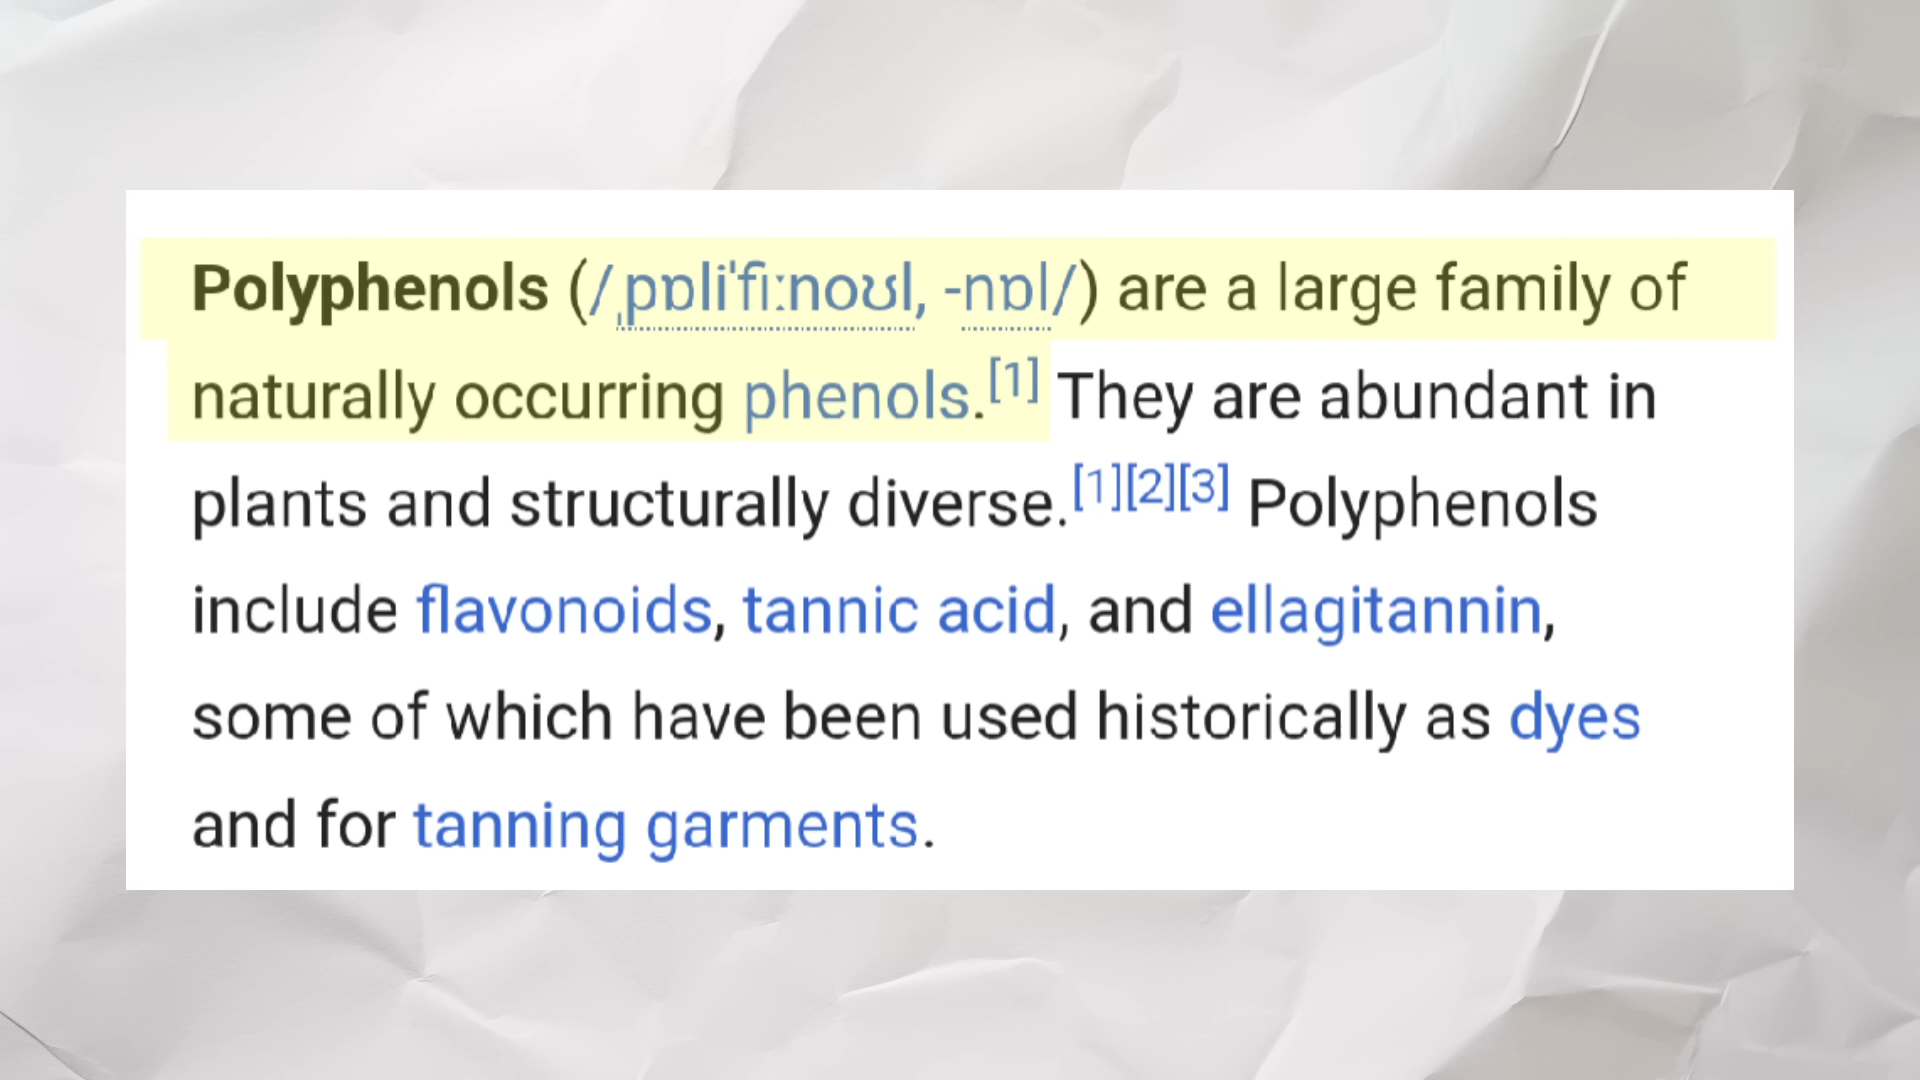 Polyphenols (/ˌpɒliˈfiːnoʊl, -nɒl/) are a large family of
naturally occurring phenols.[1] They are abundant in
plants and structurally diverse.[1][2][3] Polyphenols
include flavonoids, tannic acid, and ellagitannin,
some of which have been used historically as dyes
and for tanning garments.